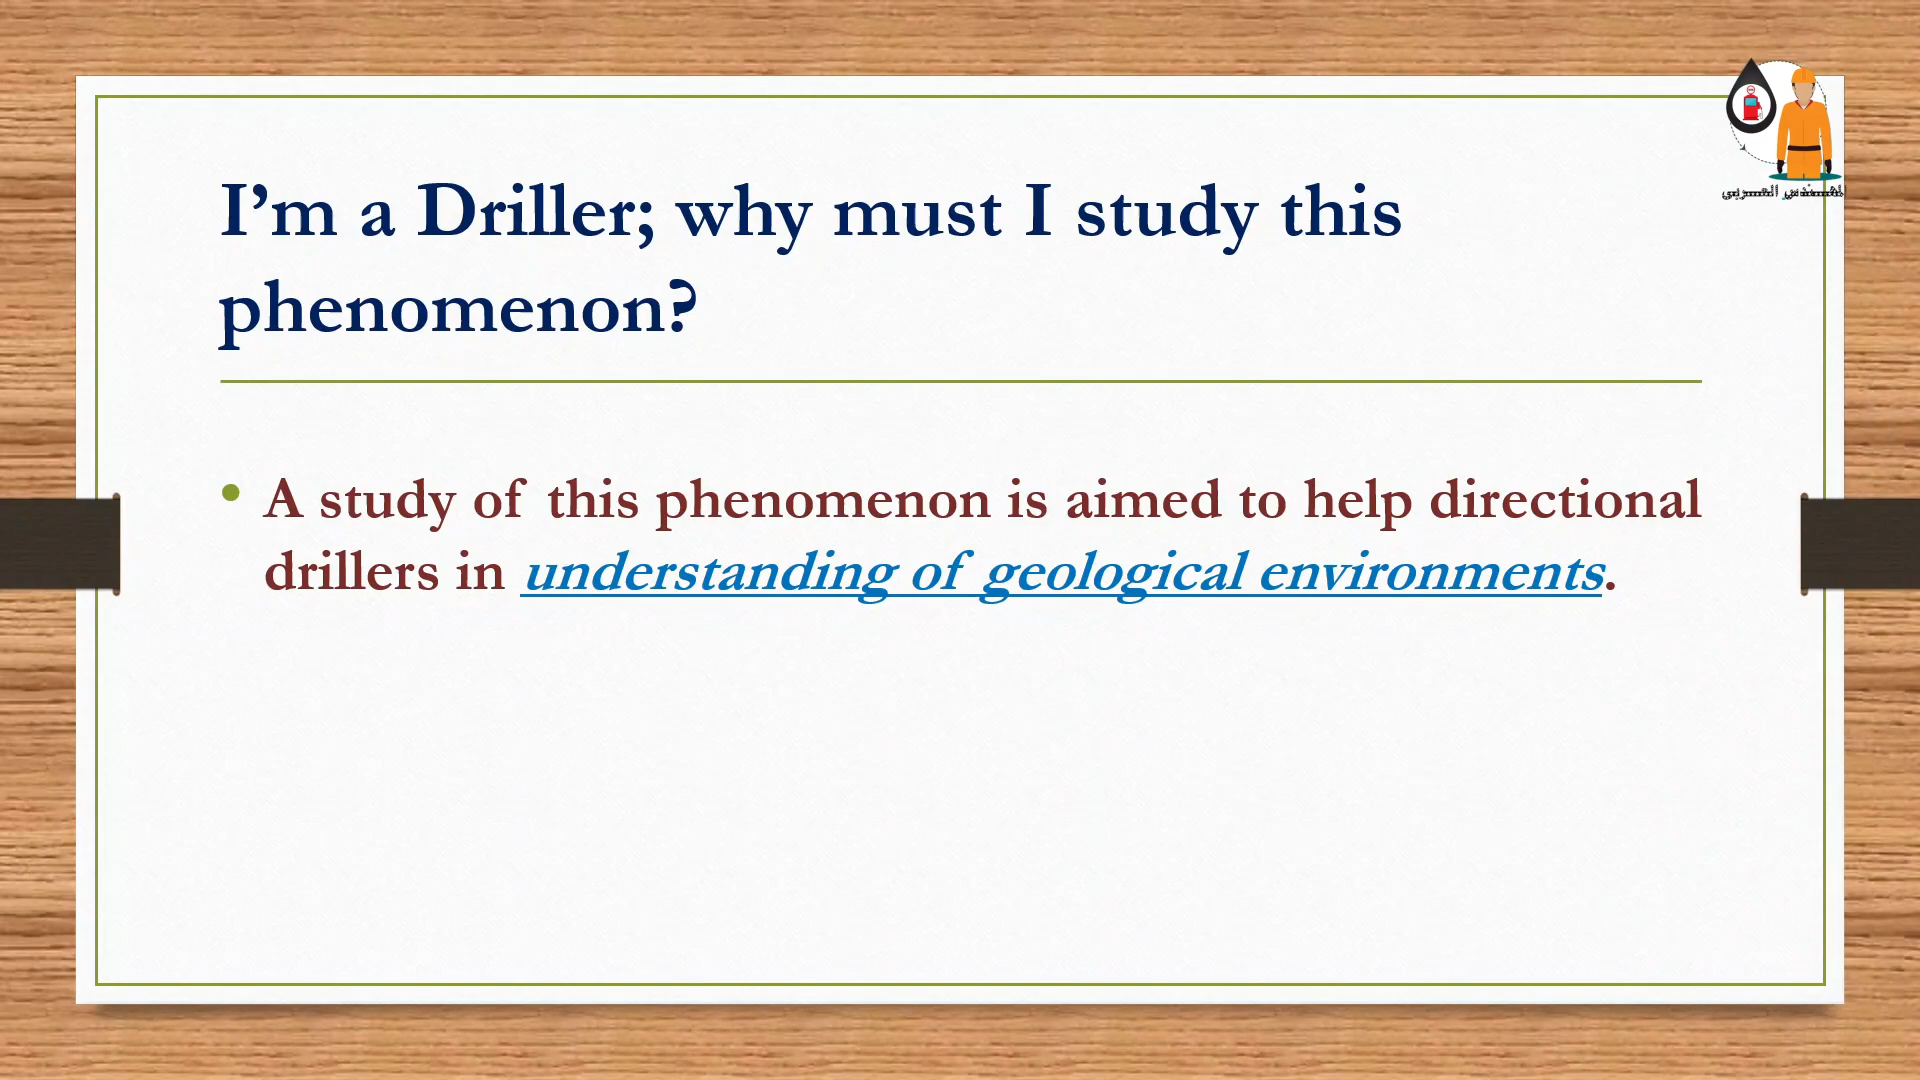 I’m a Driller; why must I study this
phenomenon?
• A study of this phenomenon is aimed to help directional
drillers in understanding of geological environments.